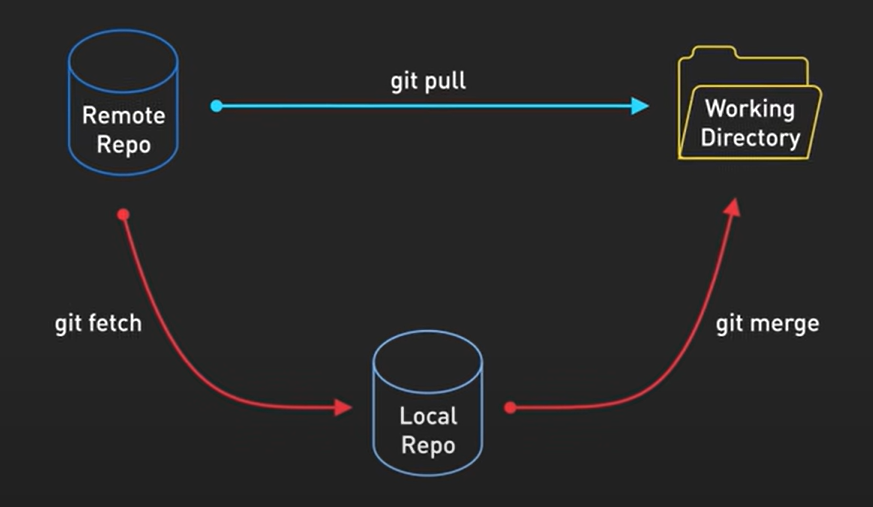 git pull
Remote
Repo
Working
Directory
git fetch
git merge
Local
Repo